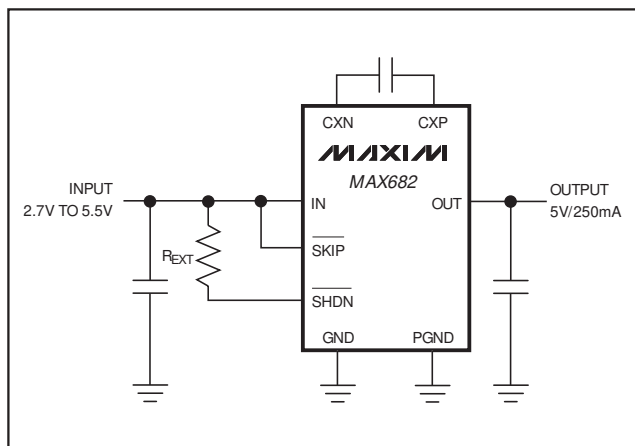 CXN CXP
MAXIM
MAX682
INPUT
2.7V TO 5.5V
IN
OUT
OUTPUT
5V/250mA
SKIP
REXT
SHDN
GND PGND